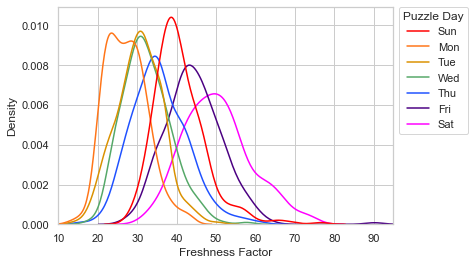 Puzzle Day
Sun
Mon
Tue
Wed
Thu
Fri
Sat
Density
0.010
0.008
0.006
0.004
0.002
0.000
10 20 30 40 50 60 70 80 90
Freshness Factor